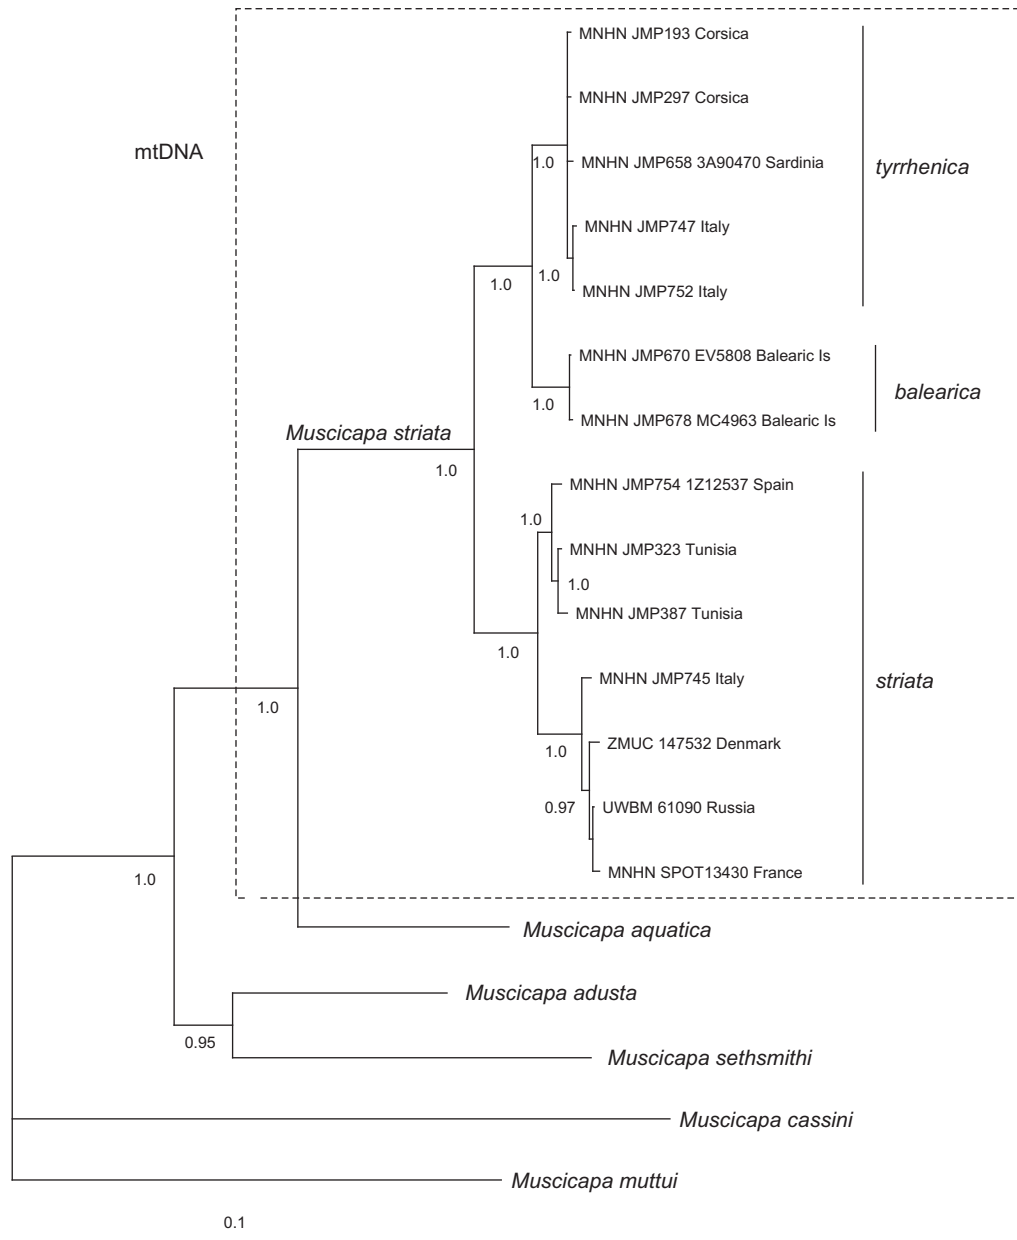 MNHN JMP193 Corsica
MNHN JMP297 Corsica
mtDNA
1.0
MNHN JMP658 3A90470 Sardinia
tyrrhenica
MNHN JMP747 Italy
1.0
1.0
MNHN JMP752 Italy
MNHN JMP670 EV5808 Balearic Is
balearica
1.0
MNHN JMP678 MC4963 Balearic Is
Muscicapa striata
1.0
MNHN JMP754 1Z12537 Spain
1.0
MNHN JMP323 Tunisia
1.0
MNHN JMP387 Tunisia
1.0
MNHN JMP745 Italy
striata
1.0
ZMUC 147532 Denmark
1.0
0.97
UWBM 61090 Russia
MNHN SPOT13430 France
1.0
Muscicapa aquatica
Muscicapa adusta
0.95
Muscicapa sethsmithi
Muscicapa cassini
Muscicapa muttui
0.1